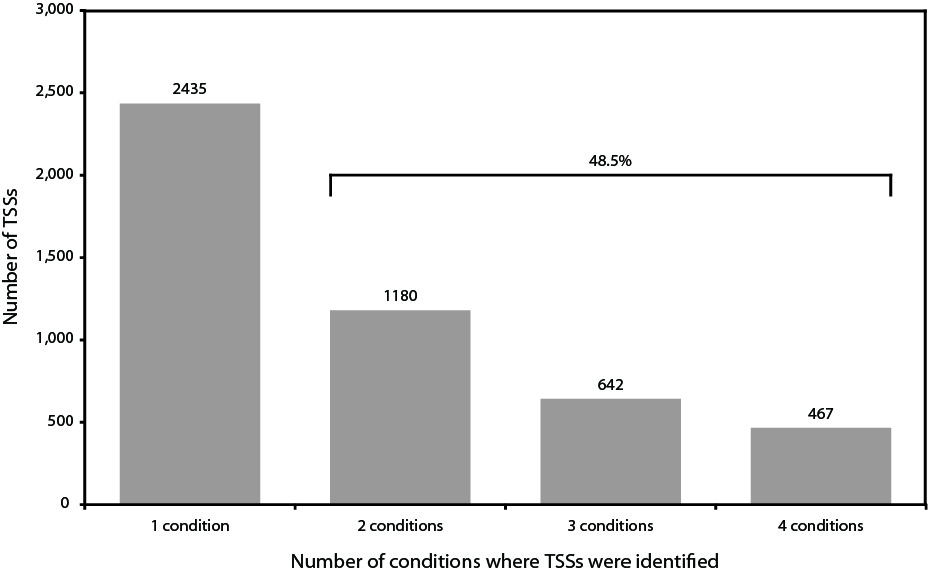 3,000
2,500
2,000
1,500
1,000
500
0
Number of TSSs
2435
48.5%
1180
642
467
1 condition
2 conditions
3 conditions
4 conditions
Number of conditions where TSSs were identified